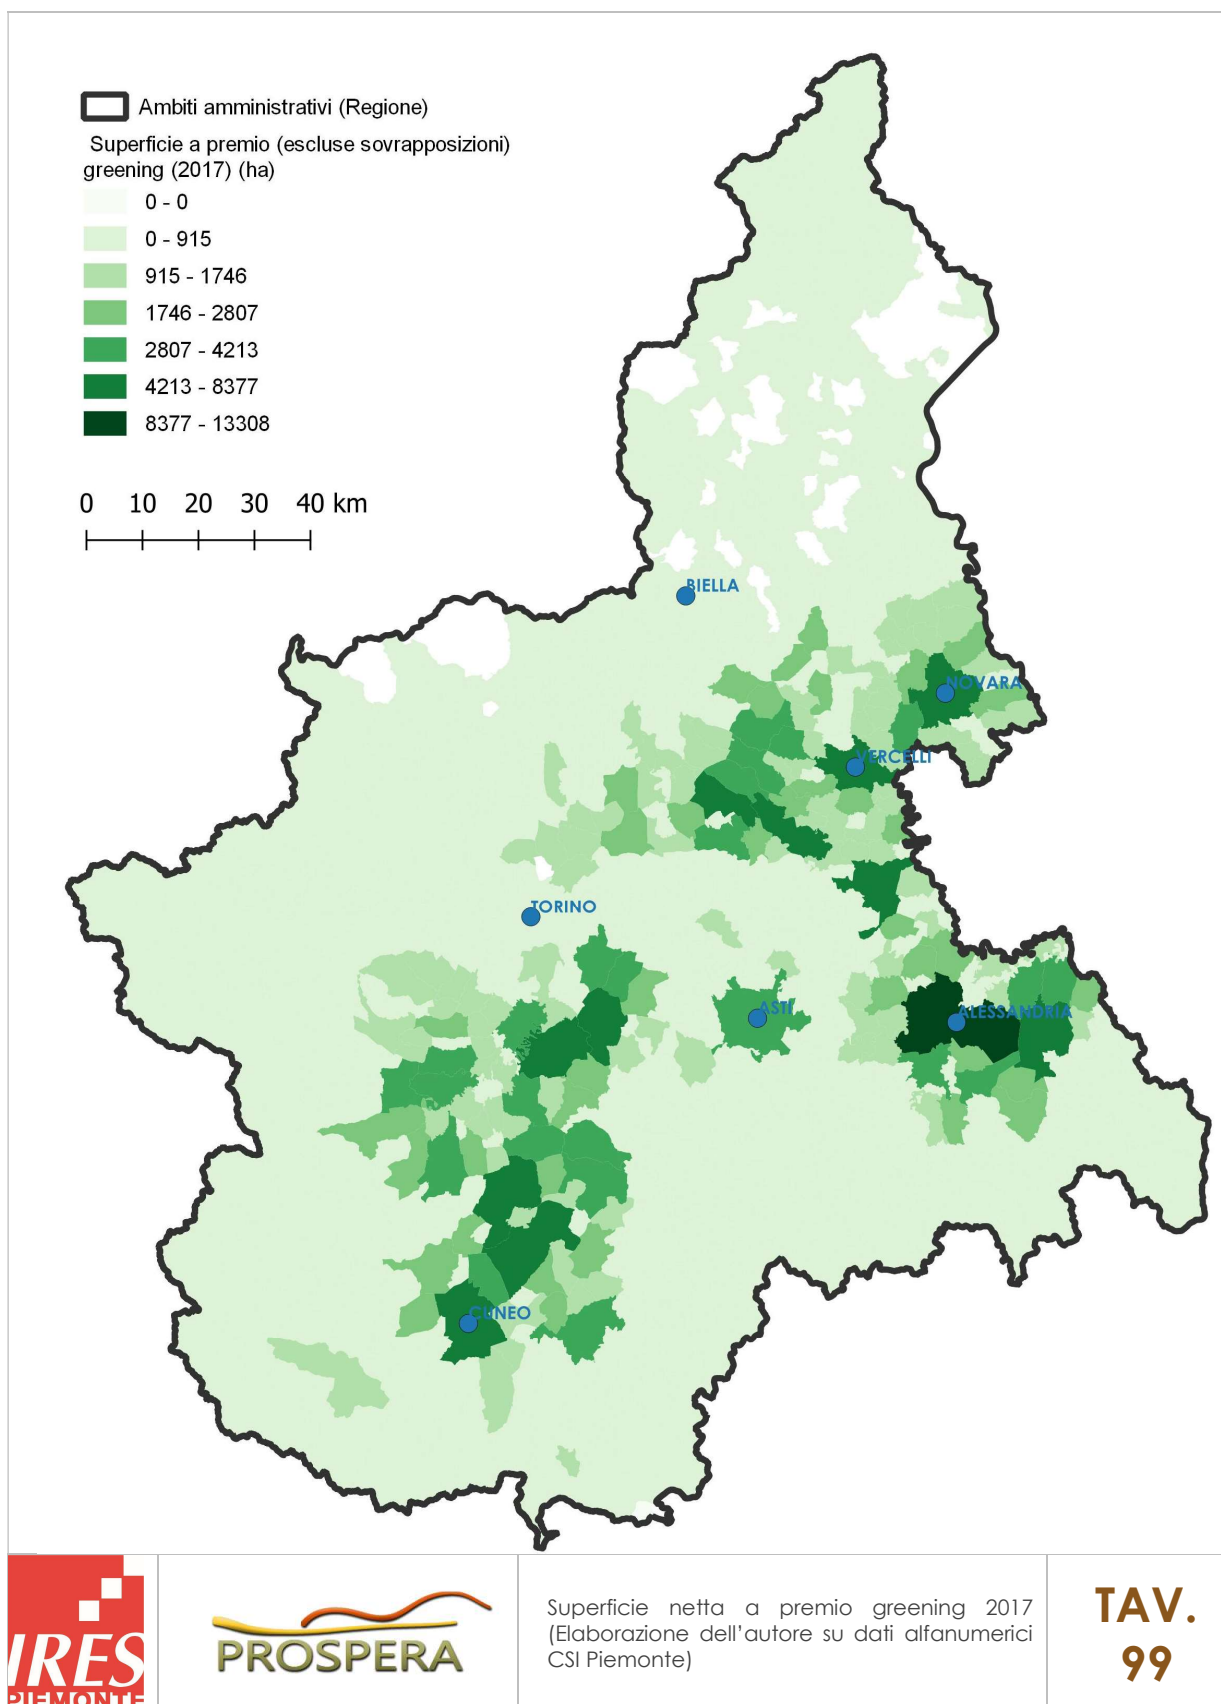 Ambiti amministrativi (Regione)
Superficie a premio (escluse sovrapposizioni)
greening (2017) (ha)
0 - 0
0 - 915
915 - 1746
1746 - 2807
2807 - 4213
4213 - 8377
8377 - 13308
0 10 20 30 40 km
BIELLA
NOVARA
VERCELLI
TORINO
ASTI
ALESSANDRIA
CUNEO
IRES
PIEMONTE
PROSPERA
Superficie netta a premio greening 2017
(Elaborazione dell'autore su dati alfanumerici
CSI Piemonte)
TAV.
99